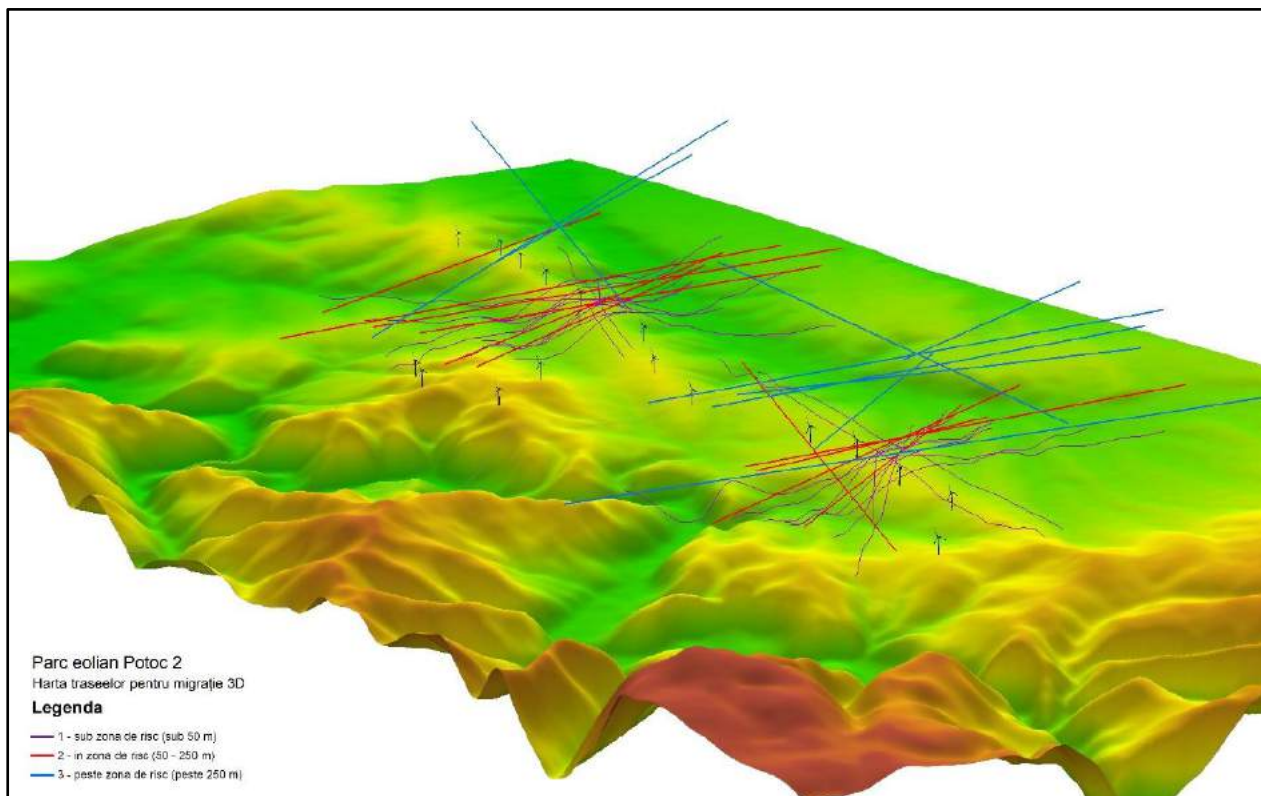 Parc eolian Potoc 2
Harta traseelor pentru migrație 3D
Legenda
1 - sub zona de risc (sub 50 m)
2 - in zona de risc (50 - 250 m)
3 - peste zona de risc (peste 250 m)